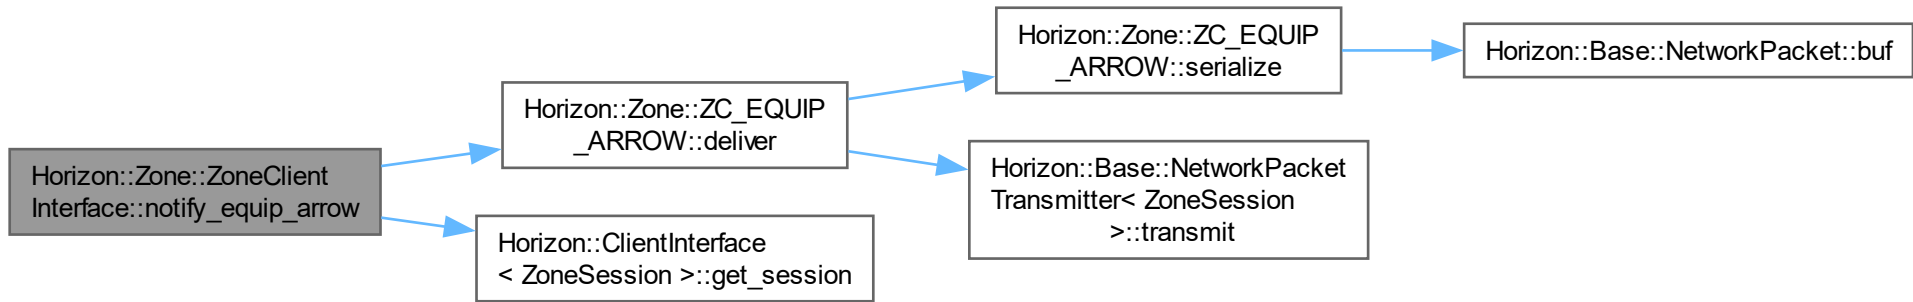 Horizon::Zone::ZoneClient
Interface::notify_equip_arrow
Horizon::Zone::ZC_EQUIP
_ARROW::deliver
Horizon::Zone::ZC_EQUIP
_ARROW::serialize
Horizon::Base::NetworkPacket::buf
Horizon::Base::NetworkPacket
Transmitter< ZoneSession
>::transmit
Horizon::ClientInterface
< ZoneSession >::get_session